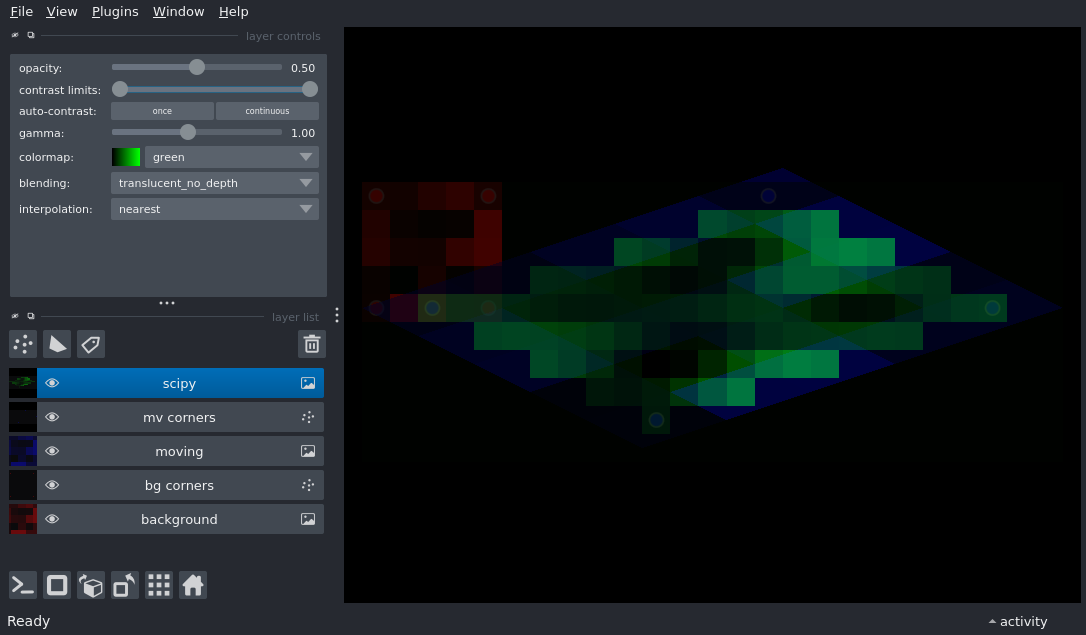 File View Plugins Window Help
layer controls
opacity: 0.50
contrast limits:
auto-contrast: once continuous
gamma: 1.00
colormap: green
blending: translucent_no_depth
interpolation: nearest
layer list
scipy
mv corners
moving
bg corners
background
Ready activity